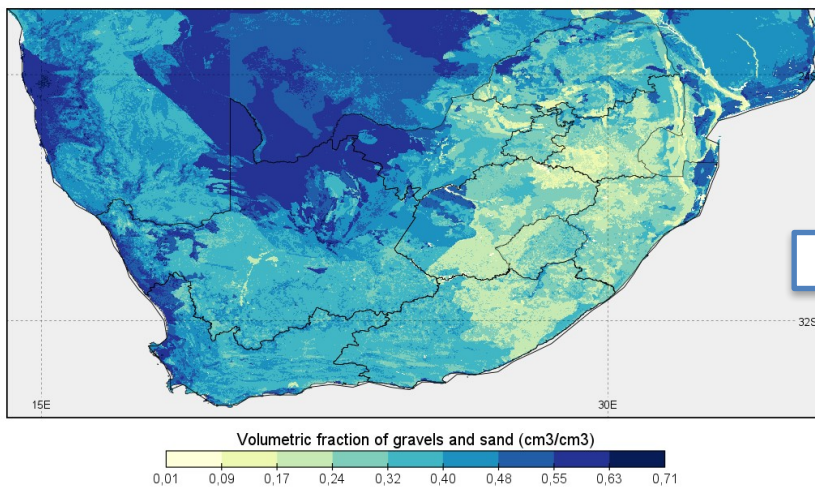 24S
32S
15E
30E
Volumetric fraction of gravels and sand (cm3/cm3)
0,01 0,09 0,17 0,24 0,32 0,40 0,48 0,55 0,63 0,71